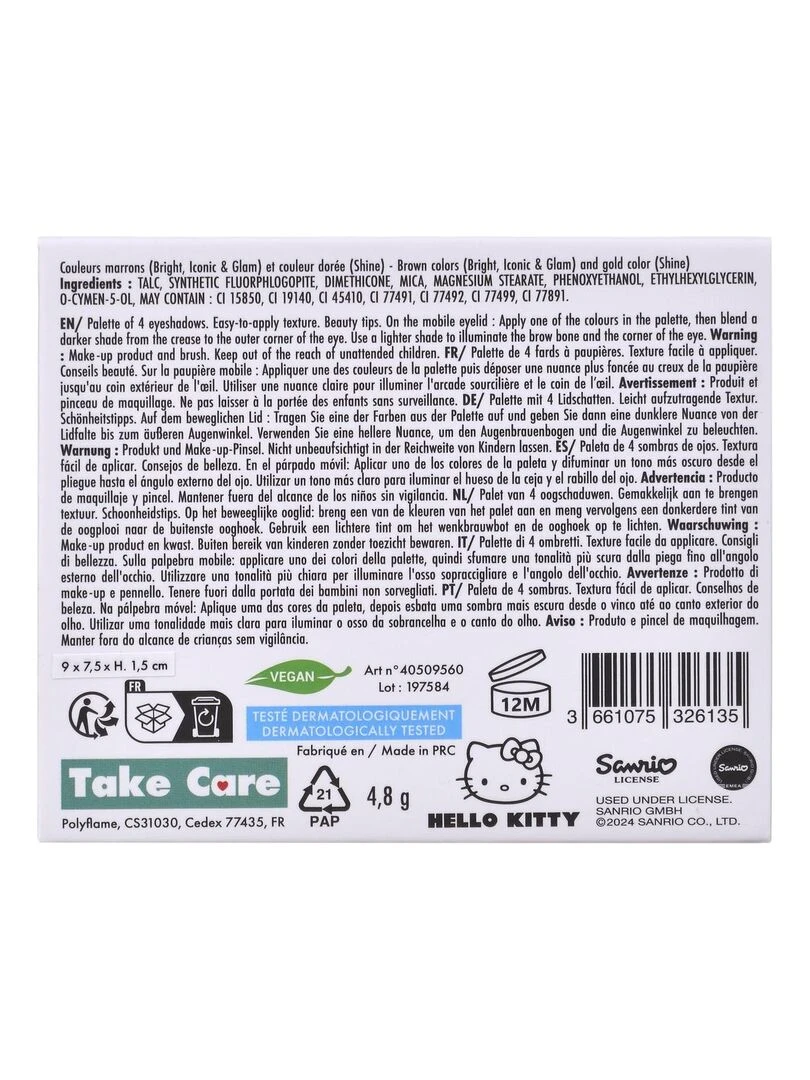 Couleurs marrons (Bright, Iconic & Glam) et couleur dorée (Shine) - Brown colors (Bright, Iconic & Glam) and gold color (Shine)
Ingredients : TALC, SYNTHETIC FLUORPHLOGOPITE, DIMETHICONE, MICA, MAGNESIUM STEARATE, PHENOXYETHANOL, ETHYLHEXYLGLYCERIN,
O-CYMEN-5-OL, MAY CONTAIN : CI 15850, CI 19140, CI 45410, CI 77491, CI 77492, CI 77499, CI 77891.
EN/ Palette of 4 eyeshadows. Easy-to-apply texture. Beauty tips. On the mobile eyelid : Apply one of the colours in the palette, then blend a
darker shade from the crease to the outer corner of the eye. Use a lighter shade to illuminate the brow bone and the corner of the eye. Warning
: Make-up product and brush. Keep out of the reach of unattended children. FR/ Palette de 4 fards à paupières. Texture facile à appliquer.
Conseils beauté. Sur la paupière mobile : Appliquer une des couleurs de la palette puis déposer une nuance plus foncée au creux de la paupière
jusqu'au coin extérieur de l'œil. Utiliser une nuance claire pour illuminer l'arcade sourcilière et le coin de l'œil. Avertissement : Produit et
pinceau de maquillage. Ne pas laisser à la portée des enfants sans surveillance. DE/ Palette mit 4 Lidschatten. Leicht aufzutragende Textur.
Schönheitstipps. Auf dem beweglichen Lid : Tragen Sie eine der Farben aus der Palette auf und geben Sie dann eine dunklere Nuance von der
Lidfalte bis zum äußeren Augenwinkel. Verwenden Sie eine hellere Nuance, um den Augenbrauenbogen und die Augenwinkel zu beleuchten.
Warnung : Produkt und Make-up-Pinsel. Nicht unbeaufsichtigt in der Reichweite von Kindern lassen. ES/ Paleta de 4 sombras de ojos. Textura
fácil de aplicar. Consejos de belleza. En el párpado móvil: Aplicar uno de los colores de la paleta y difuminar un tono más oscuro desde el
pliegue hasta el ángulo externo del ojo. Utilizar un tono más claro para iluminar el hueso de la ceja y el rabillo del ojo. Advertencia : Producto
de maquillaje y pincel. Mantener fuera del alcance de los niños sin vigilancia. NL/ Palet van 4 oogschaduwen. Gemakkelijk aan te brengen
textuur. Schoonheidstips. Op het beweeglijke ooglid: breng een van de kleuren van het palet aan en meng vervolgens een donkerdere tint van
de oogplooi naar de buitenste ooghoek. Gebruik een lichtere tint om het wenkbrauwbot en de ooghoek op te lichten. Waarschuwing :
Make-up product en kwast. Buiten bereik van kinderen zonder toezicht bewaren. IT/ Palette di 4 ombretti. Texture facile da applicare. Consigli
di bellezza. Sulla palpebra mobile: applicare uno dei colori della palette, quindi sfumare una tonalità più scura dalla piega fino all'angolo
esterno dell'occhio. Utilizzare una tonalità più chiara per illuminare l'osso sopraccigliare e l'angolo dell'occhio. Avvertenze : Prodotto di
make-up e pennello. Tenere fuori dalla portata dei bambini non sorvegliati. PT/ Paleta de 4 sombras. Textura fácil de aplicar. Conselhos de
beleza. Na pálpebra móvel: Aplique uma das cores da paleta, depois esbata uma sombra mais escura desde o vinco até ao canto exterior do
olho. Utilizar uma tonalidade mais clara para iluminar o osso da sobrancelha e o canto do olho. Aviso : Produto e pincel de maquilhagem.
Manter fora do alcance de crianças sem vigilância.
9 x 7,5 x H. 1,5 cm
FR
VEGAN
Art n° 40509560
Lot : 197584
TESTÉ DERMATOLOGIQUEMENT
DERMATOLOGICALLY TESTED
Fabriqué en / Made in PRC
12M
3 661075 326135
Take Care
21
PAP
4,8 g
HELLO KITTY
Sanrio
LICENSE
Sanrio
EMEA
Polyflame, CS31030, Cedex 77435, FR
USED UNDER LICENSE.
SANRIO GMBH
©2024 SANRIO CO., LTD.